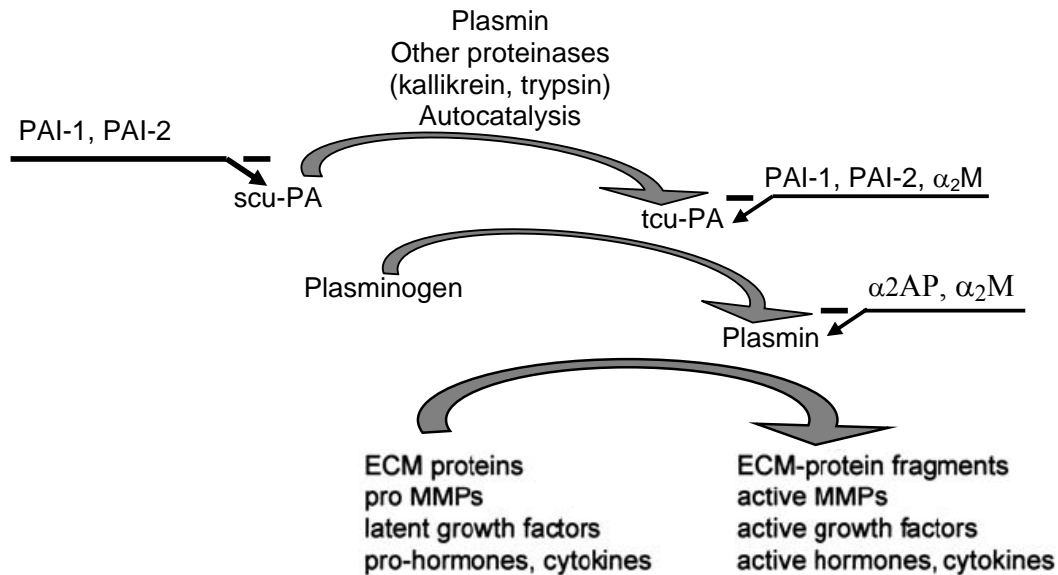 Plasmin
Other proteinases
(kallikrein, trypsin)
Autocatalysis
PAI-1, PAI-2
scu-PA
PAI-1, PAI-2, α₂M
tcu-PA
Plasminogen
α2AP, α₂M
Plasmin
ECM proteins
pro MMPs
latent growth factors
pro-hormones, cytokines
ECM-protein fragments
active MMPs
active growth factors
active hormones, cytokines